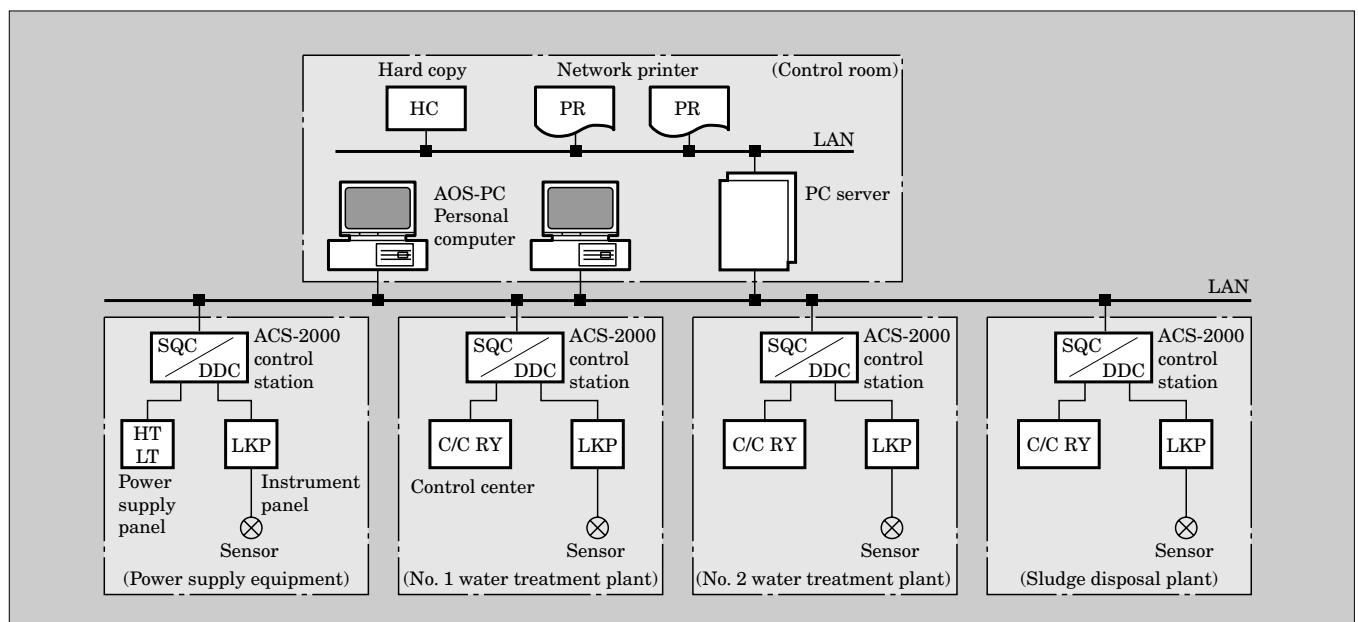 Hard copy
Network printer
(Control room)
HC
PR
PR
LAN
AOS-PC
Personal
computer
PC server
LAN
SQC
DDC
ACS-2000
control
station
HT
LT
LKP
Power
supply
panel
Instrument
panel
Sensor
(Power supply equipment)
SQC
DDC
ACS-2000
control
station
C/C RY
LKP
Control center
Sensor
(No. 1 water treatment plant)
SQC
DDC
ACS-2000
control
station
C/C RY
LKP
Sensor
(No. 2 water treatment plant)
SQC
DDC
ACS-2000
control
station
C/C RY
LKP
Sensor
(Sludge disposal plant)